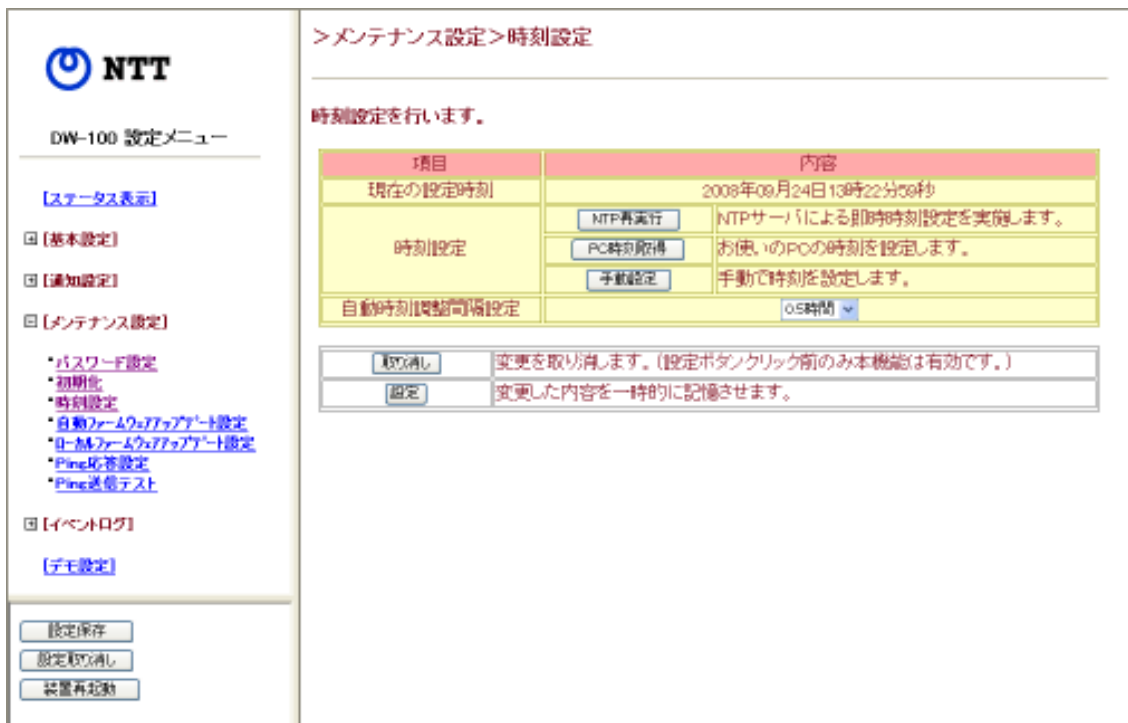 NTT
DW-100 設定メニュー
[ステータス表示]
[基本設定]
[通知設定]
[メンテナンス設定]
・パスワード設定
・初期化
・時刻設定
・自動ファームウェアアップデート設定
・ローカルファームウェアアップデート設定
・Ping応答設定
・Ping送信テスト
[イベントログ]
[デモ設定]
設定保存
設定取り消し
装置再起動
>メンテナンス設定>時刻設定
時刻設定を行います。
項目 内容
現在の設定時刻 2008年09月24日13時22分59秒
時刻設定
NTP再実行 NTPサーバによる即時時刻設定を実施します。
PC時刻取得 お使いのPCの時刻を設定します。
手動設定 手動で時刻を設定します。
自動時刻調整間隔設定 0.5時間
取り消し 変更を取り消します。(設定ボタンクリック前のみ本機能は有効です。)
設定 変更した内容を一時的に記憶させます。